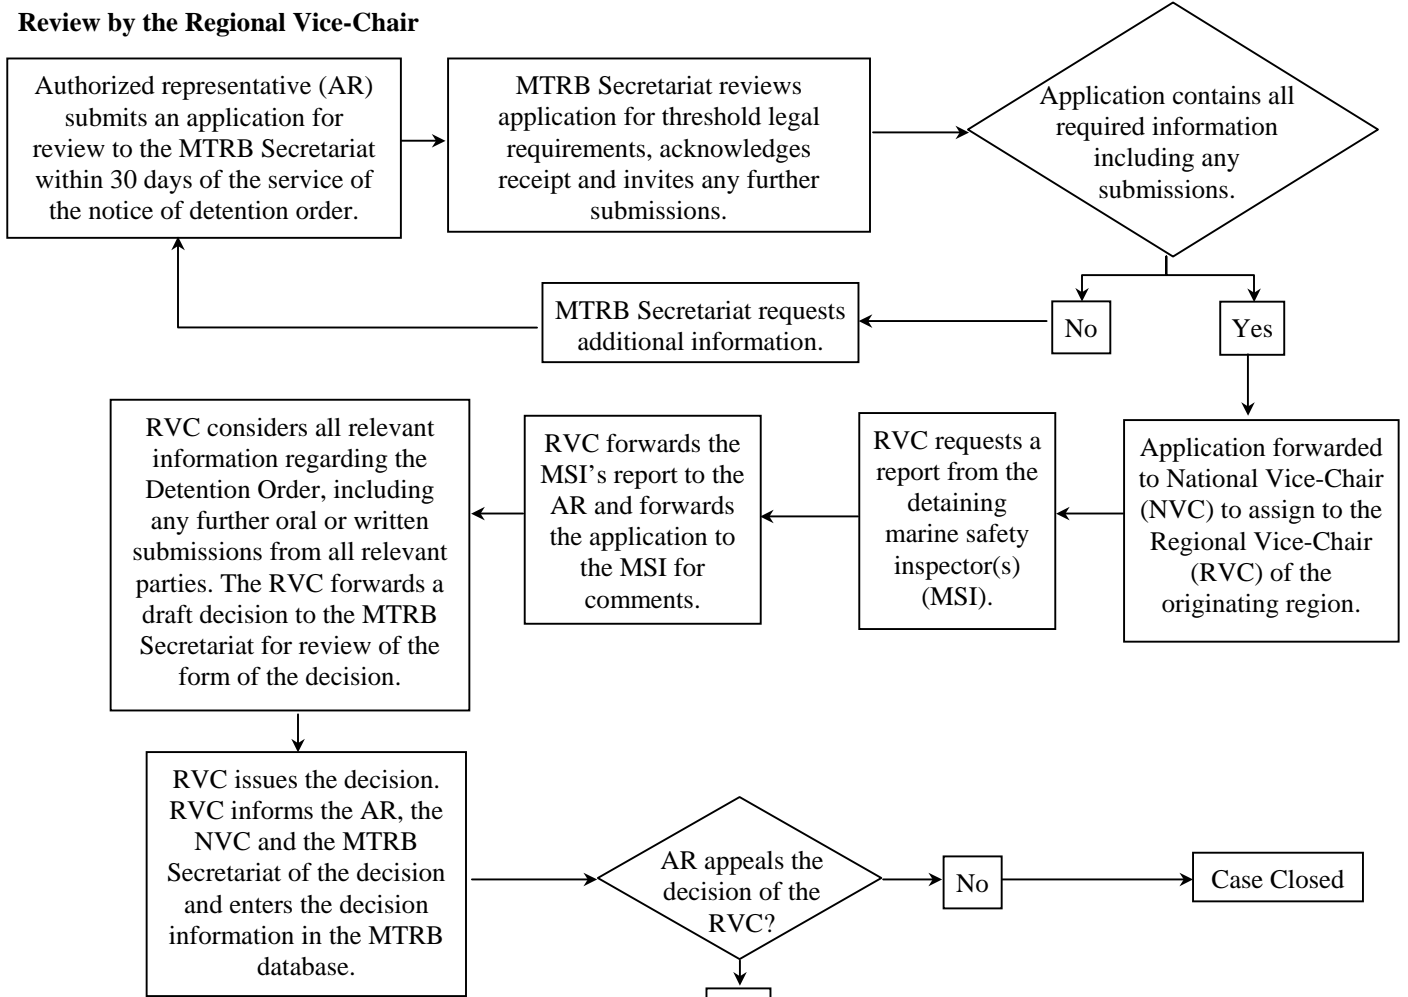 Review by the Regional Vice-Chair
Authorized representative (AR)
submits an application for
review to the MTRB Secretariat
within 30 days of the service of
the notice of detention order.
MTRB Secretariat reviews
application for threshold legal
requirements, acknowledges
receipt and invites any further
submissions.
Application contains all
required information
including any
submissions.
No
Yes
MTRB Secretariat requests
additional information.
Application forwarded
to National Vice-Chair
(NVC) to assign to the
Regional Vice-Chair
(RVC) of the
originating region.
RVC requests a
report from the
detaining
marine safety
inspector(s)
(MSI).
RVC forwards the
MSI's report to the
AR and forwards
the application to
the MSI for
comments.
RVC considers all relevant
information regarding the
Detention Order, including
any further oral or written
submissions from all relevant
parties. The RVC forwards a
draft decision to the MTRB
Secretariat for review of the
form of the decision.
RVC issues the decision.
RVC informs the AR, the
NVC and the MTRB
Secretariat of the decision
and enters the decision
information in the MTRB
database.
AR appeals the
decision of the
RVC?
No
Case Closed